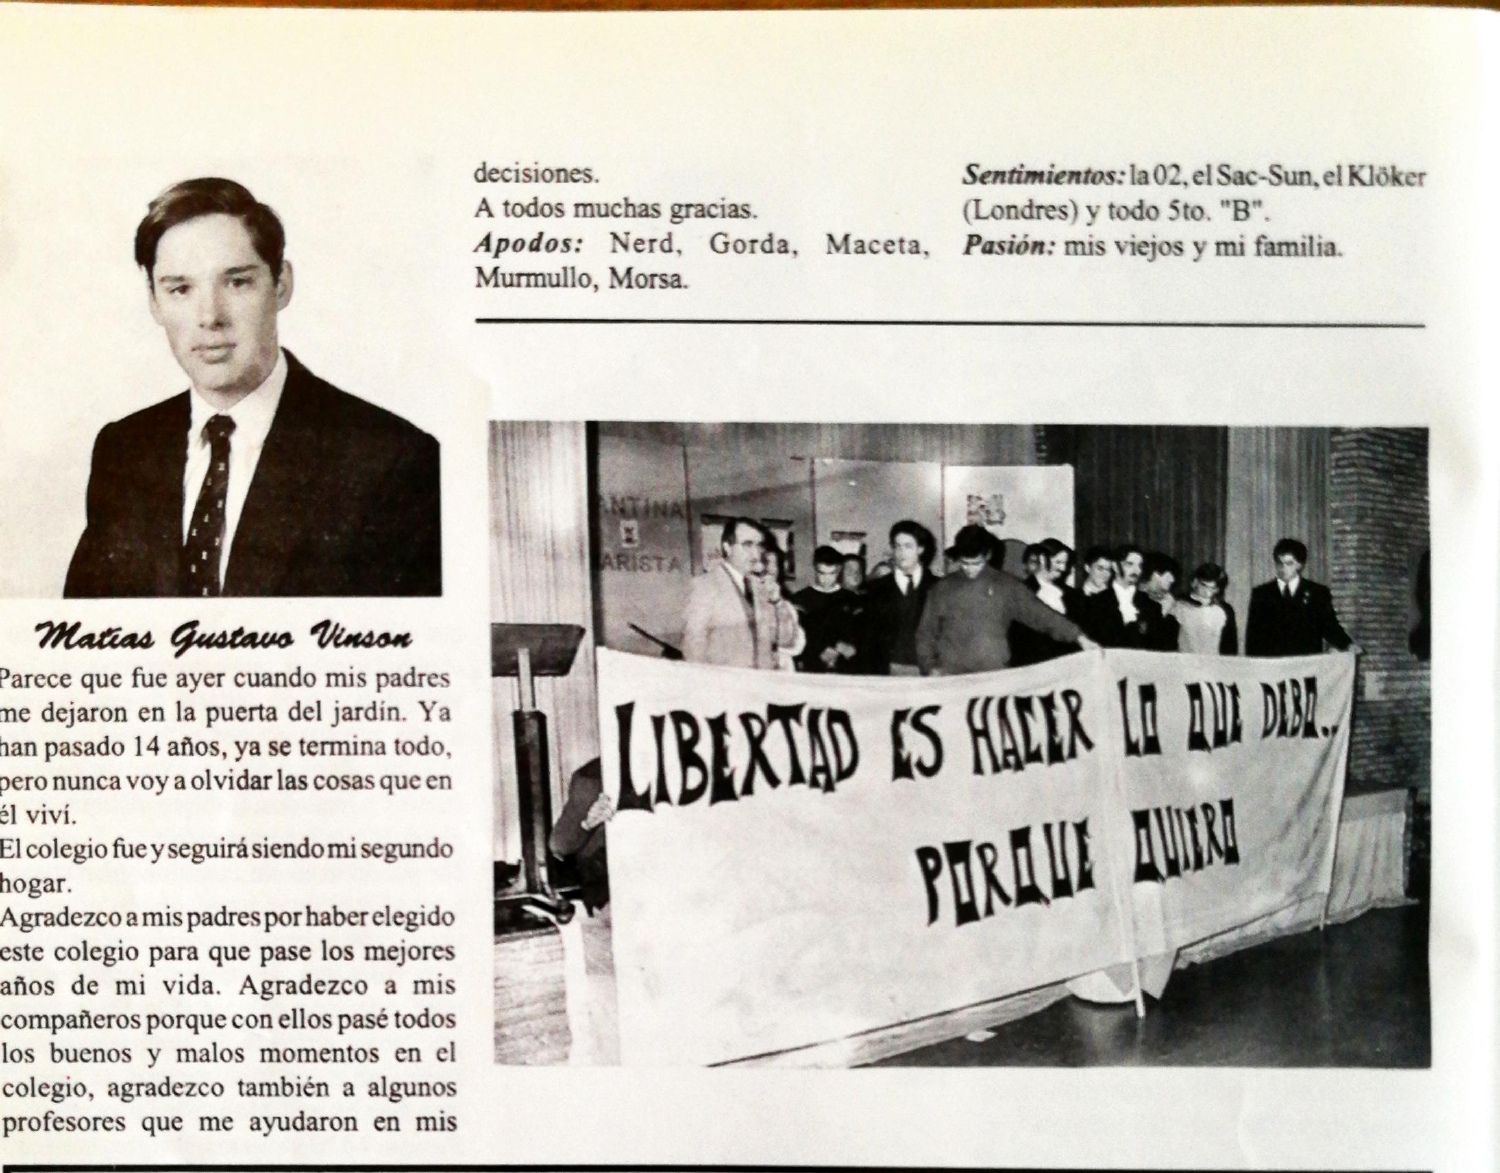 Matías Gustavo Vinson
Parece que fue ayer cuando mis padres
me dejaron en la puerta del jardín. Ya
han pasado 14 años, ya se termina todo,
pero nunca voy a olvidar las cosas que en
él viví.
El colegio fue y seguirá siendo mi segundo
hogar.
Agradezco a mis padres por haber elegido
este colegio para que pase los mejores
años de mi vida. Agradezco a mis
compañeros porque con ellos pasé todos
los buenos y malos momentos en el
colegio, agradezco también a algunos
profesores que me ayudaron en mis
decisiones.
A todos muchas gracias.
Apodos: Nerd, Gorda, Maceta,
Murmullo, Morsa.
Sentimientos: la 02, el Sac-Sun, el Klöker
(Londres) y todo 5to. "B".
Pasión: mis viejos y mi familia.
ANTINA
ARISTA
LIBERTAD ES HACER LO QUE DEBO..
PORQUE QUIERO